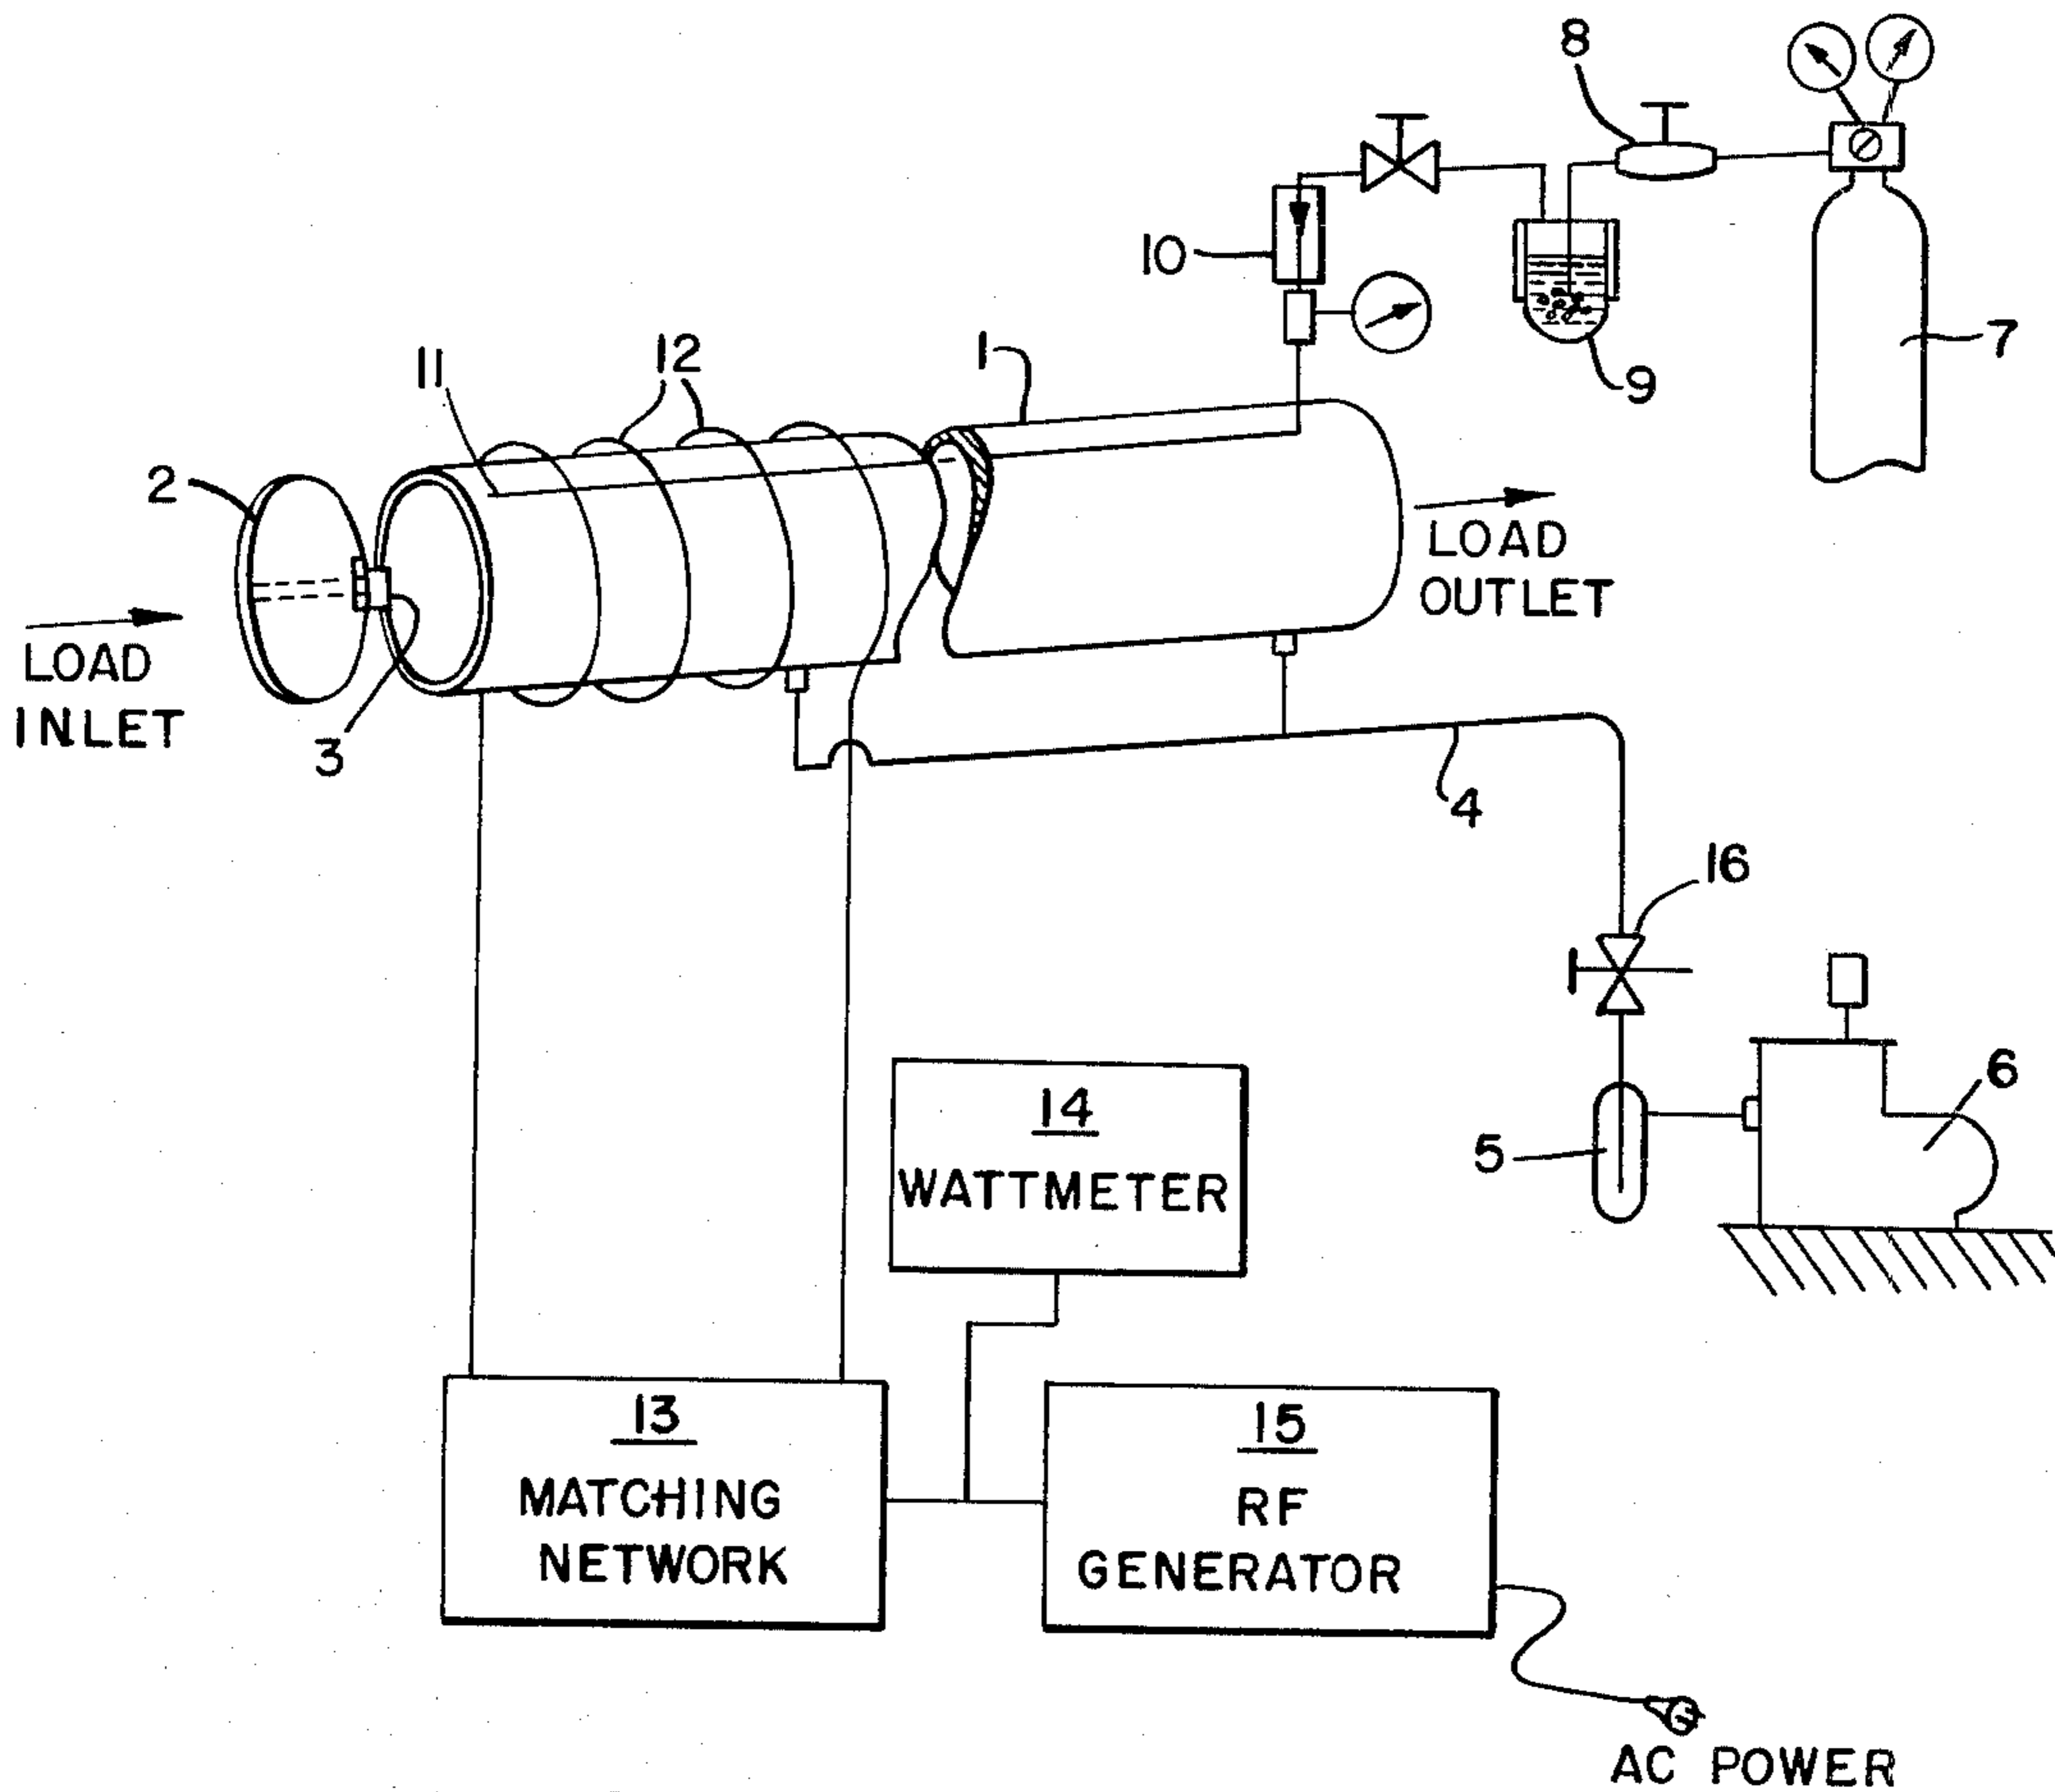 8
10
9
7
11
12
1
2
LOAD
OUTLET
LOAD
INLET
3
4
16
14
WATTMETER
6
5
13
MATCHING
NETWORK
15
RF
GENERATOR
AC POWER